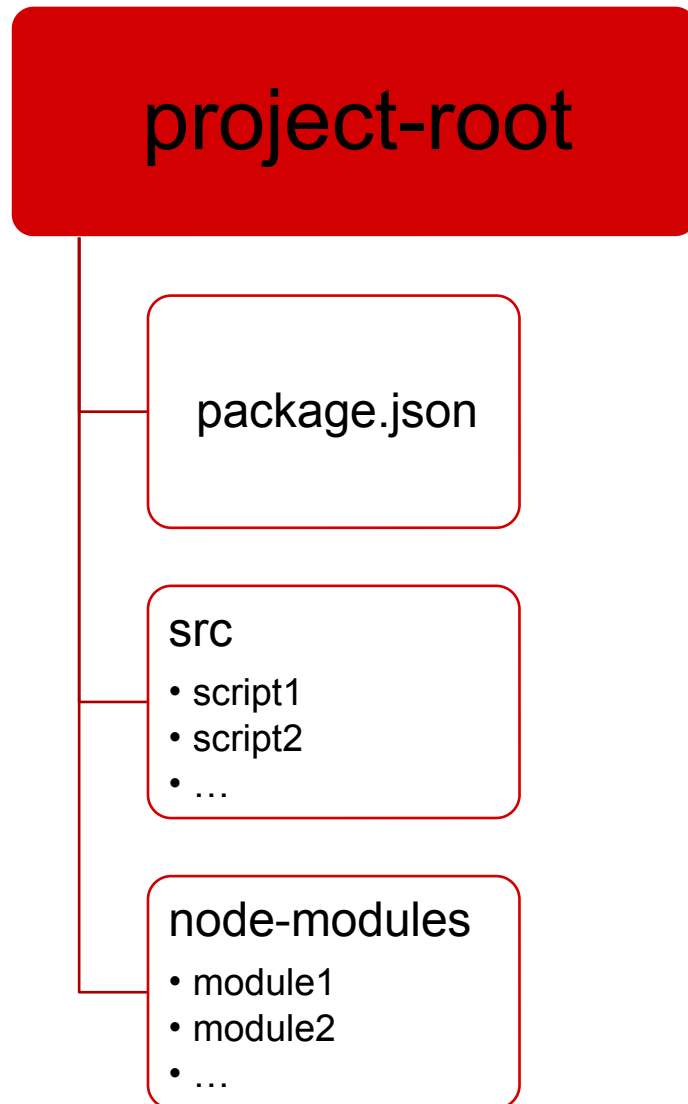 project-root
package.json
src
• script1
• script2
• …
node-modules
• module1
• module2
• …